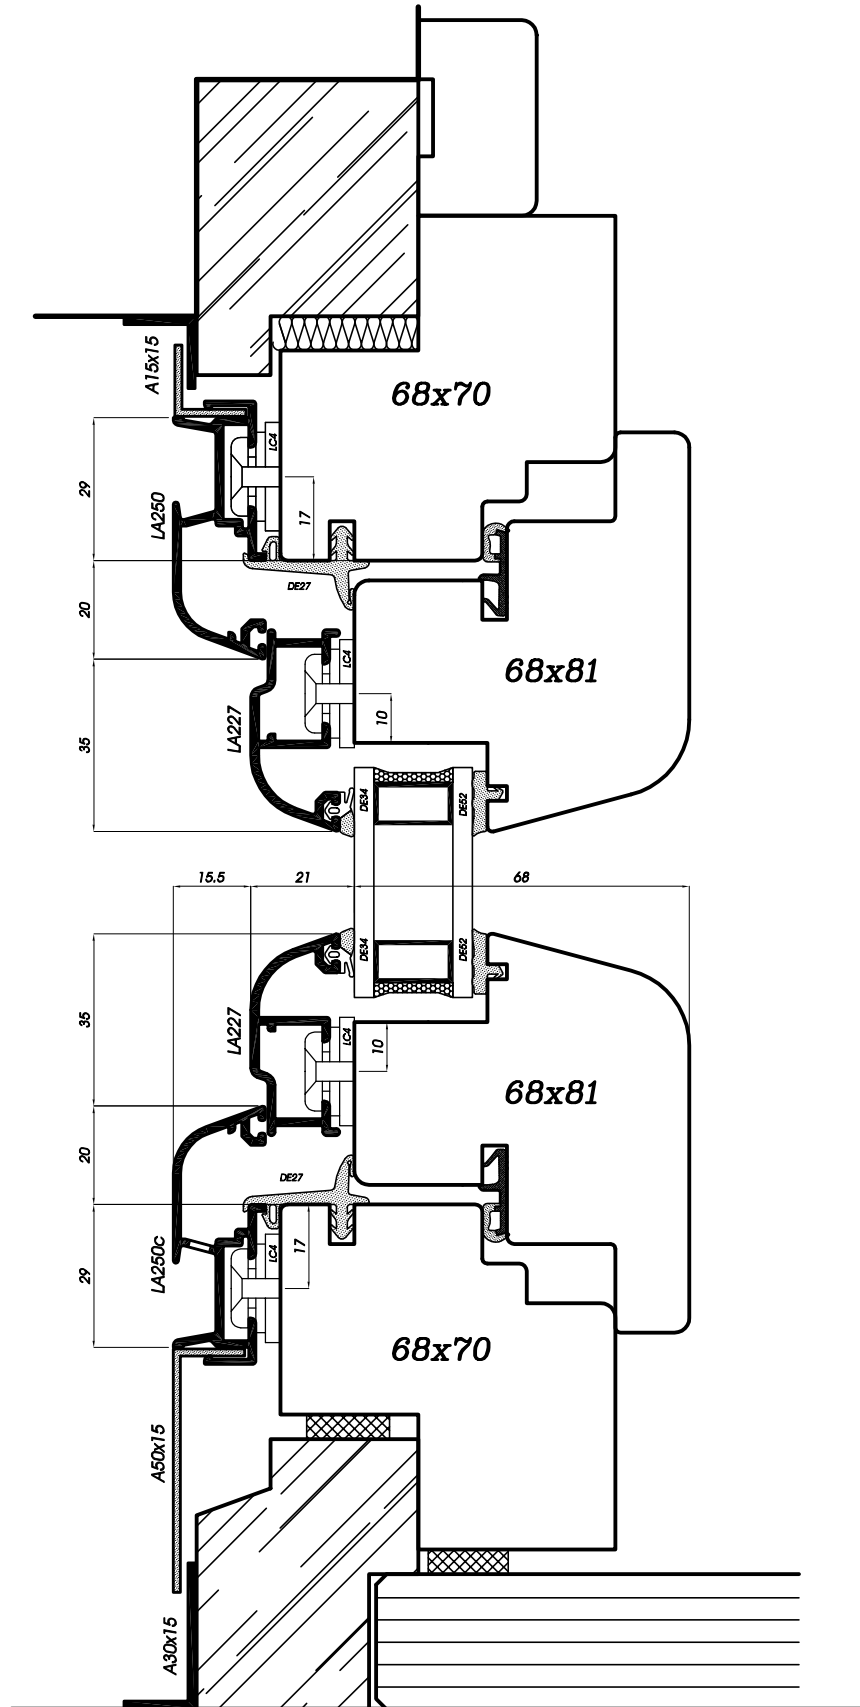 A15x15
68x70
LC4
29
LA250
17
DE27
20
LC4
68x81
LA227
10
35
DE34
DE52
15,5
21
68
DE34
DE52
35
LA227
LC4
10
68x81
20
DE27
LA250c
LC4
17
29
68x70
A50x15
A30x15